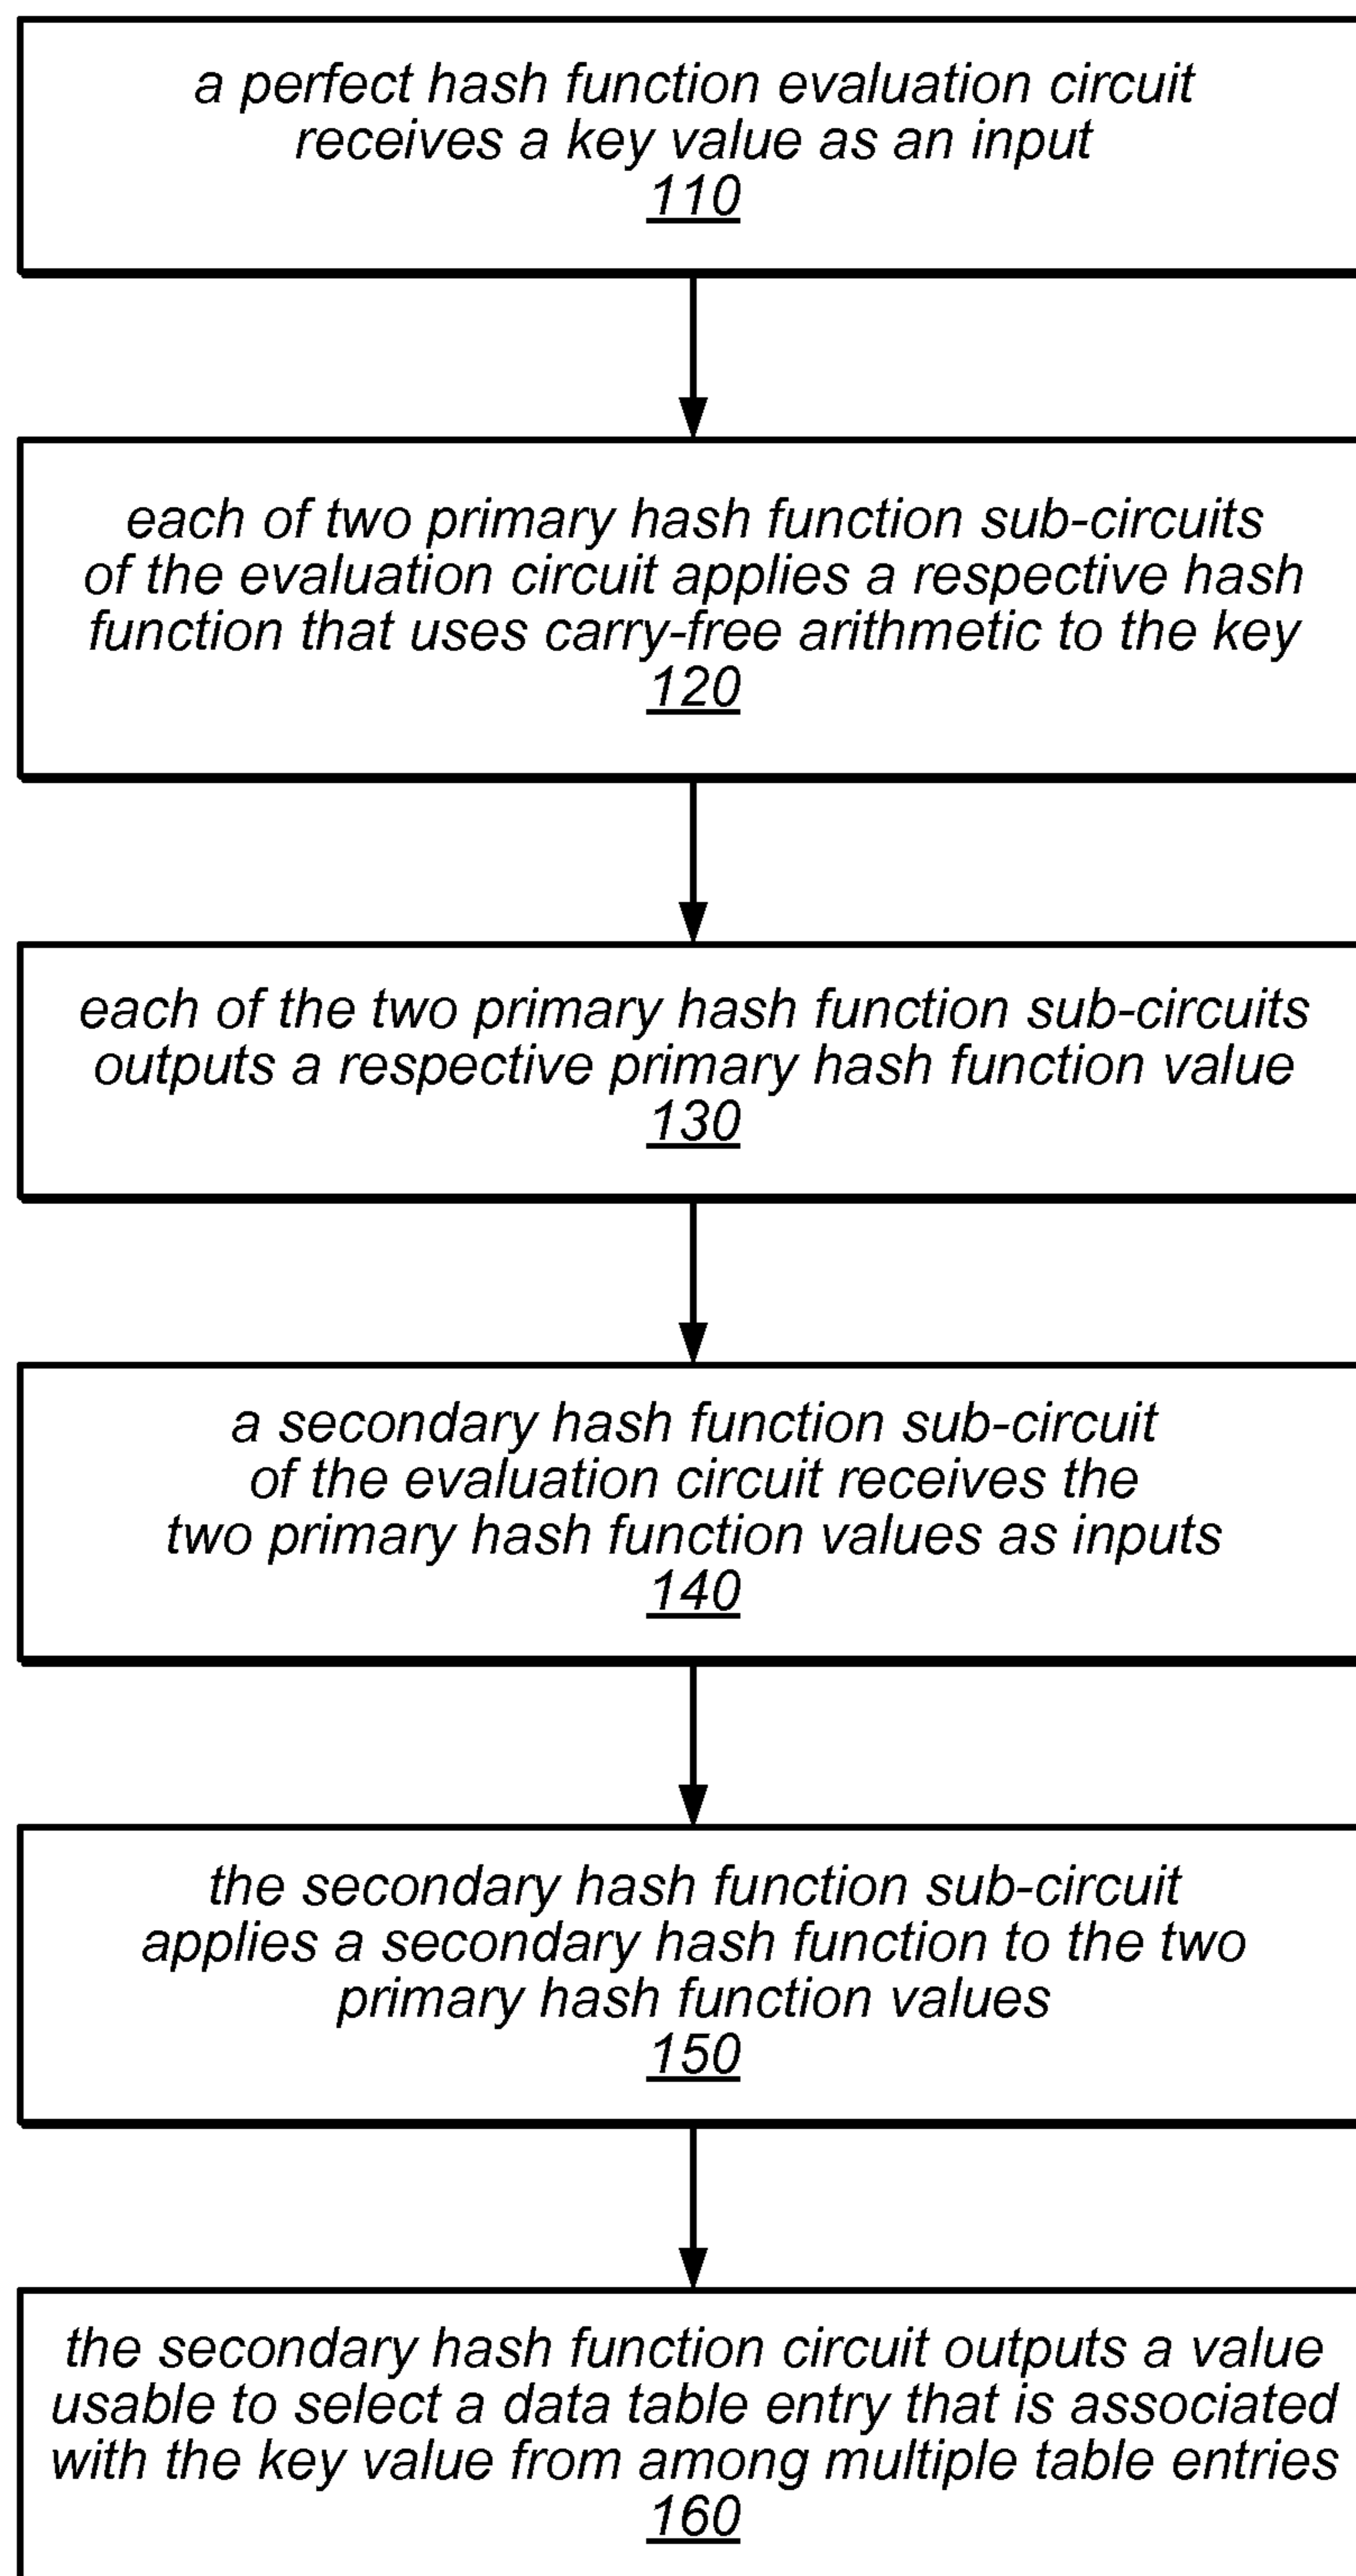 a perfect hash function evaluation circuit
receives a key value as an input
110
each of two primary hash function sub-circuits
of the evaluation circuit applies a respective hash
function that uses carry-free arithmetic to the key
120
each of the two primary hash function sub-circuits
outputs a respective primary hash function value
130
a secondary hash function sub-circuit
of the evaluation circuit receives the
two primary hash function values as inputs
140
the secondary hash function sub-circuit
applies a secondary hash function to the two
primary hash function values
150
the secondary hash function circuit outputs a value
usable to select a data table entry that is associated
with the key value from among multiple table entries
160